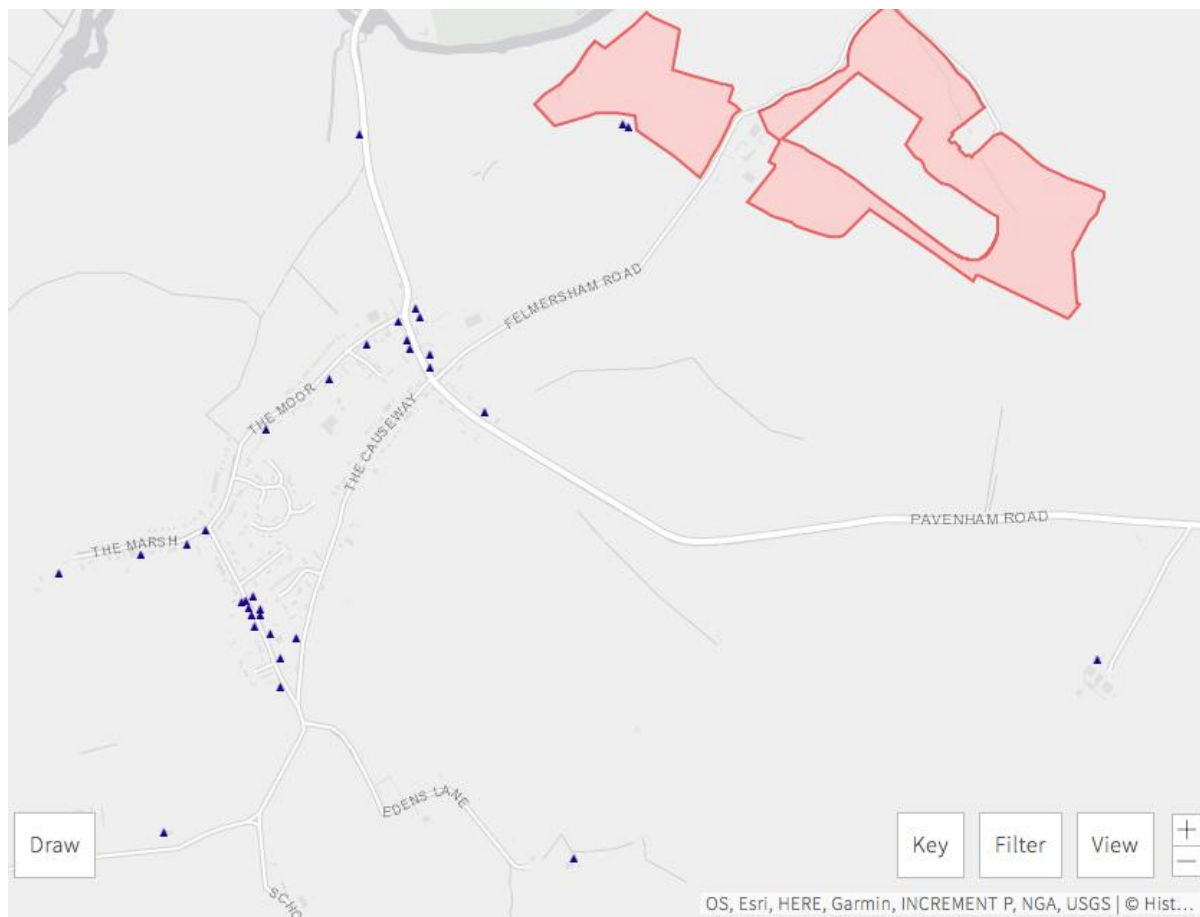 FELMERSHAM ROAD
THE MOOR
THE CAUSEWAY
PAVENHAM ROAD
THE MARSH
EDENS LANE
Draw
Key
Filter
View
+
−
SCHO
OS, Esri, HERE, Garmin, INCREMENT P, NGA, USGS | © Hist...